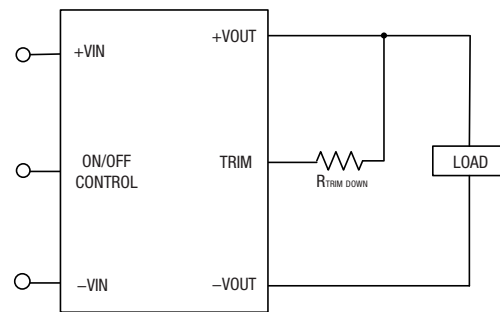 +VOUT
+VIN
ON/OFF
CONTROL
TRIM
LOAD
RTRIM DOWN
–VIN
–VOUT